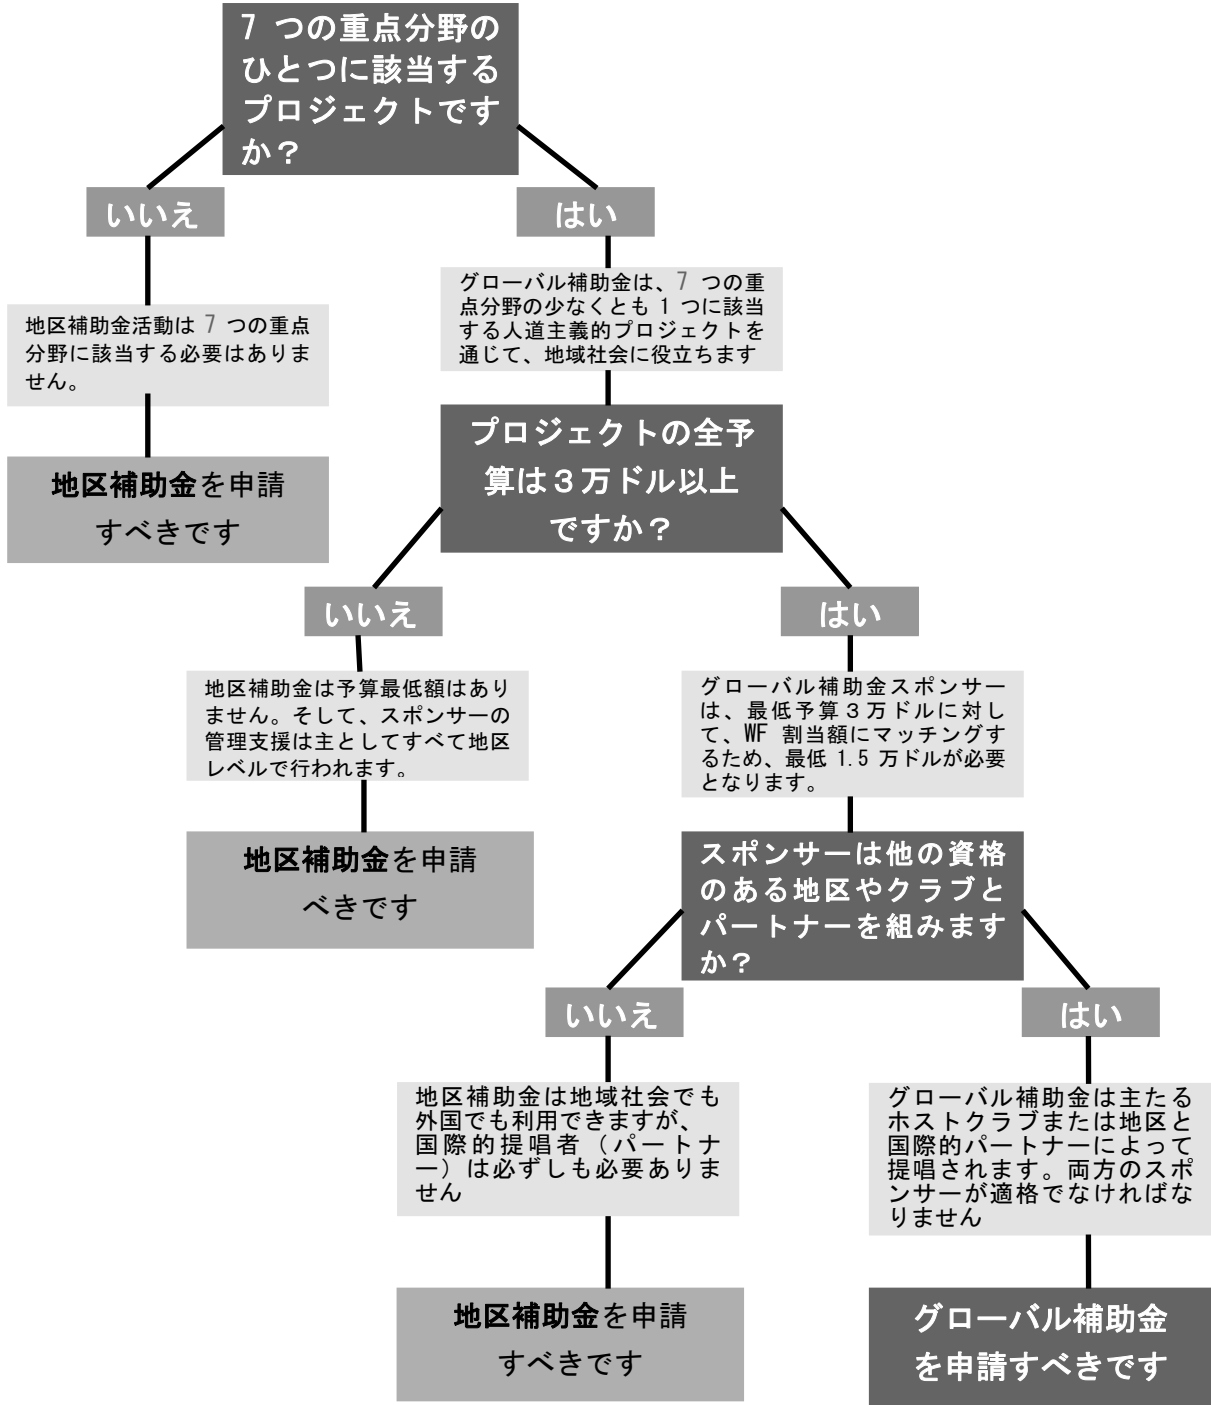 7 つの重点分野の
ひとつに該当する
プロジェクトです
か？
いいえ
はい
地区補助金活動は 7 つの重点
分野に該当する必要はありま
せん。
グローバル補助金は、7 つの重
点分野の少なくとも 1 つに該当
する人道主義的プロジェクトを
通じて、地域社会に役立ちます
地区補助金を申請
すべきです
プロジェクトの全予
算は３万ドル以上
ですか？
いいえ
はい
地区補助金は予算最低額はあり
ません。そして、スポンサーの
管理支援は主としてすべて地区
レベルで行われます。
グローバル補助金スポンサー
は、最低予算３万ドルに対し
て、WF 割当額にマッチングす
るため、最低 1.5 万ドルが必要
となります。
地区補助金を申請
べきです
スポンサーは他の資格
のある地区やクラブと
パートナーを組みます
か？
いいえ
はい
地区補助金は地域社会でも
外国でも利用できますが、
国際的提唱者（パートナ
ー）は必ずしも必要ありま
せん
グローバル補助金は主たる
ホストクラブまたは地区と
国際的パートナーによって
提唱されます。両方のスポ
ンサーが適格でなければな
りません
地区補助金を申請
すべきです
グローバル補助金
を申請すべきです